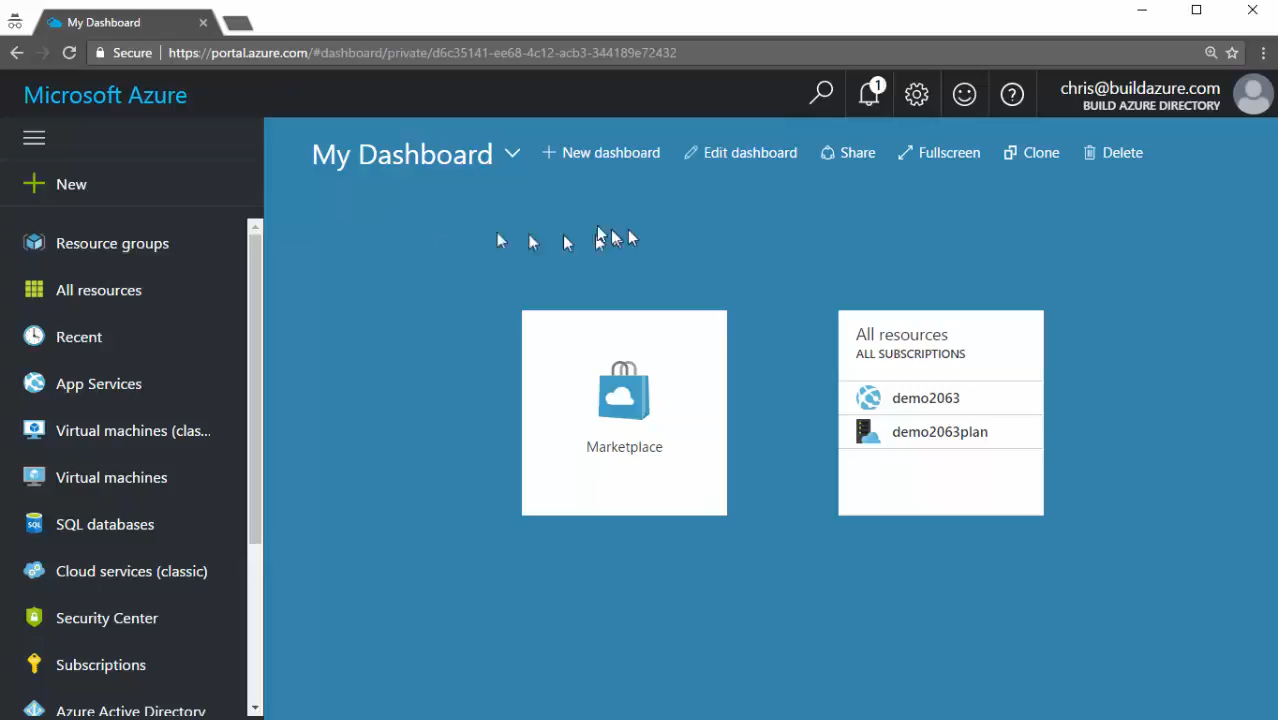 My Dashboard
Secure
https://portal.azure.com/#dashboard/private/d6c35141-ee68-4c12-acb3-344189e72432
Microsoft Azure
1
chris@buildazure.com
BUILD AZURE DIRECTORY
New
Resource groups
All resources
Recent
App Services
Virtual machines (clas...
Virtual machines
SQL databases
Cloud services (classic)
Security Center
Subscriptions
Azure Active Directory
My Dashboard
New dashboard
Edit dashboard
Share
Fullscreen
Clone
Delete
Marketplace
All resources
ALL SUBSCRIPTIONS
demo2063
demo2063plan
SQL